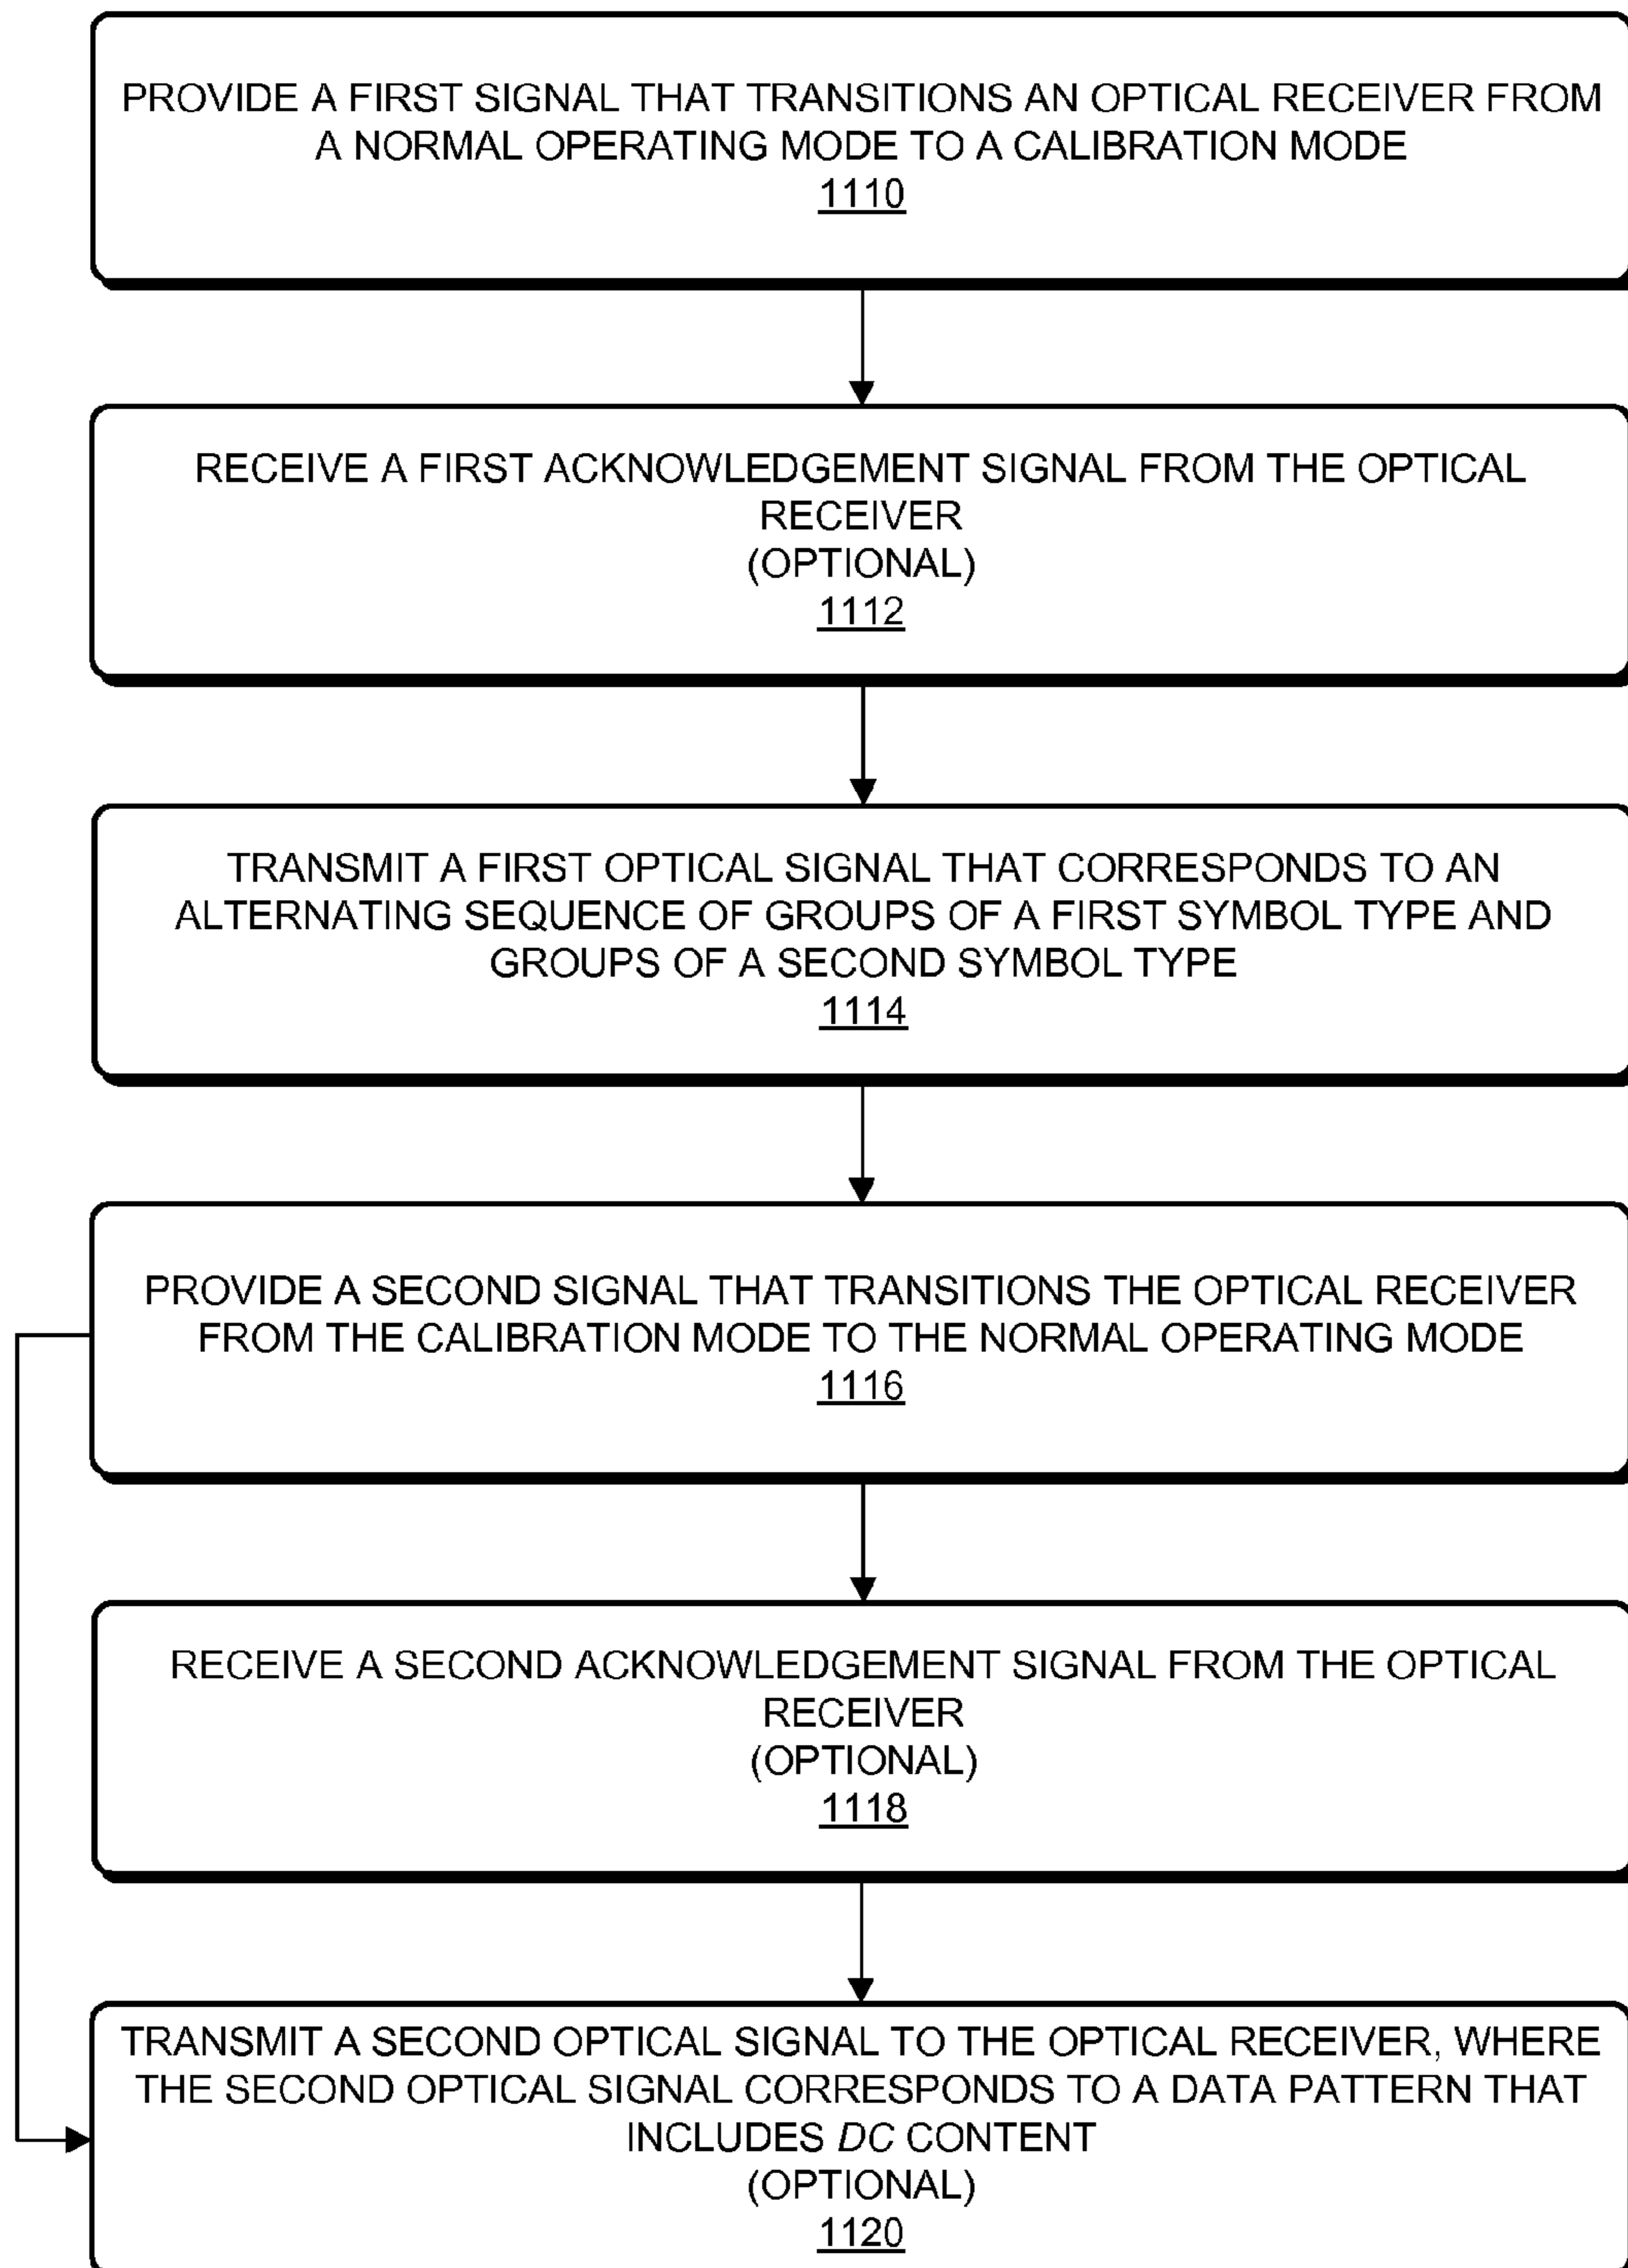 PROVIDE A FIRST SIGNAL THAT TRANSITIONS AN OPTICAL RECEIVER FROM
A NORMAL OPERATING MODE TO A CALIBRATION MODE
1110
RECEIVE A FIRST ACKNOWLEDGEMENT SIGNAL FROM THE OPTICAL
RECEIVER
(OPTIONAL)
1112
TRANSMIT A FIRST OPTICAL SIGNAL THAT CORRESPONDS TO AN
ALTERNATING SEQUENCE OF GROUPS OF A FIRST SYMBOL TYPE AND
GROUPS OF A SECOND SYMBOL TYPE
1114
PROVIDE A SECOND SIGNAL THAT TRANSITIONS THE OPTICAL RECEIVER
FROM THE CALIBRATION MODE TO THE NORMAL OPERATING MODE
1116
RECEIVE A SECOND ACKNOWLEDGEMENT SIGNAL FROM THE OPTICAL
RECEIVER
(OPTIONAL)
1118
TRANSMIT A SECOND OPTICAL SIGNAL TO THE OPTICAL RECEIVER, WHERE
THE SECOND OPTICAL SIGNAL CORRESPONDS TO A DATA PATTERN THAT
INCLUDES DC CONTENT
(OPTIONAL)
1120